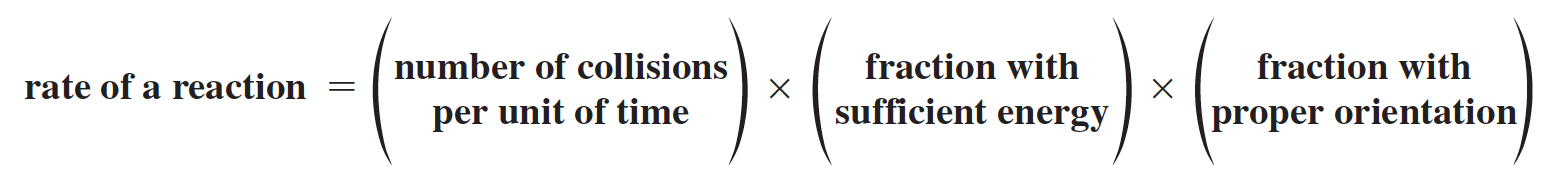 rate of a reaction = (number of collisions per unit of time) × (fraction with sufficient energy) × (fraction with proper orientation)